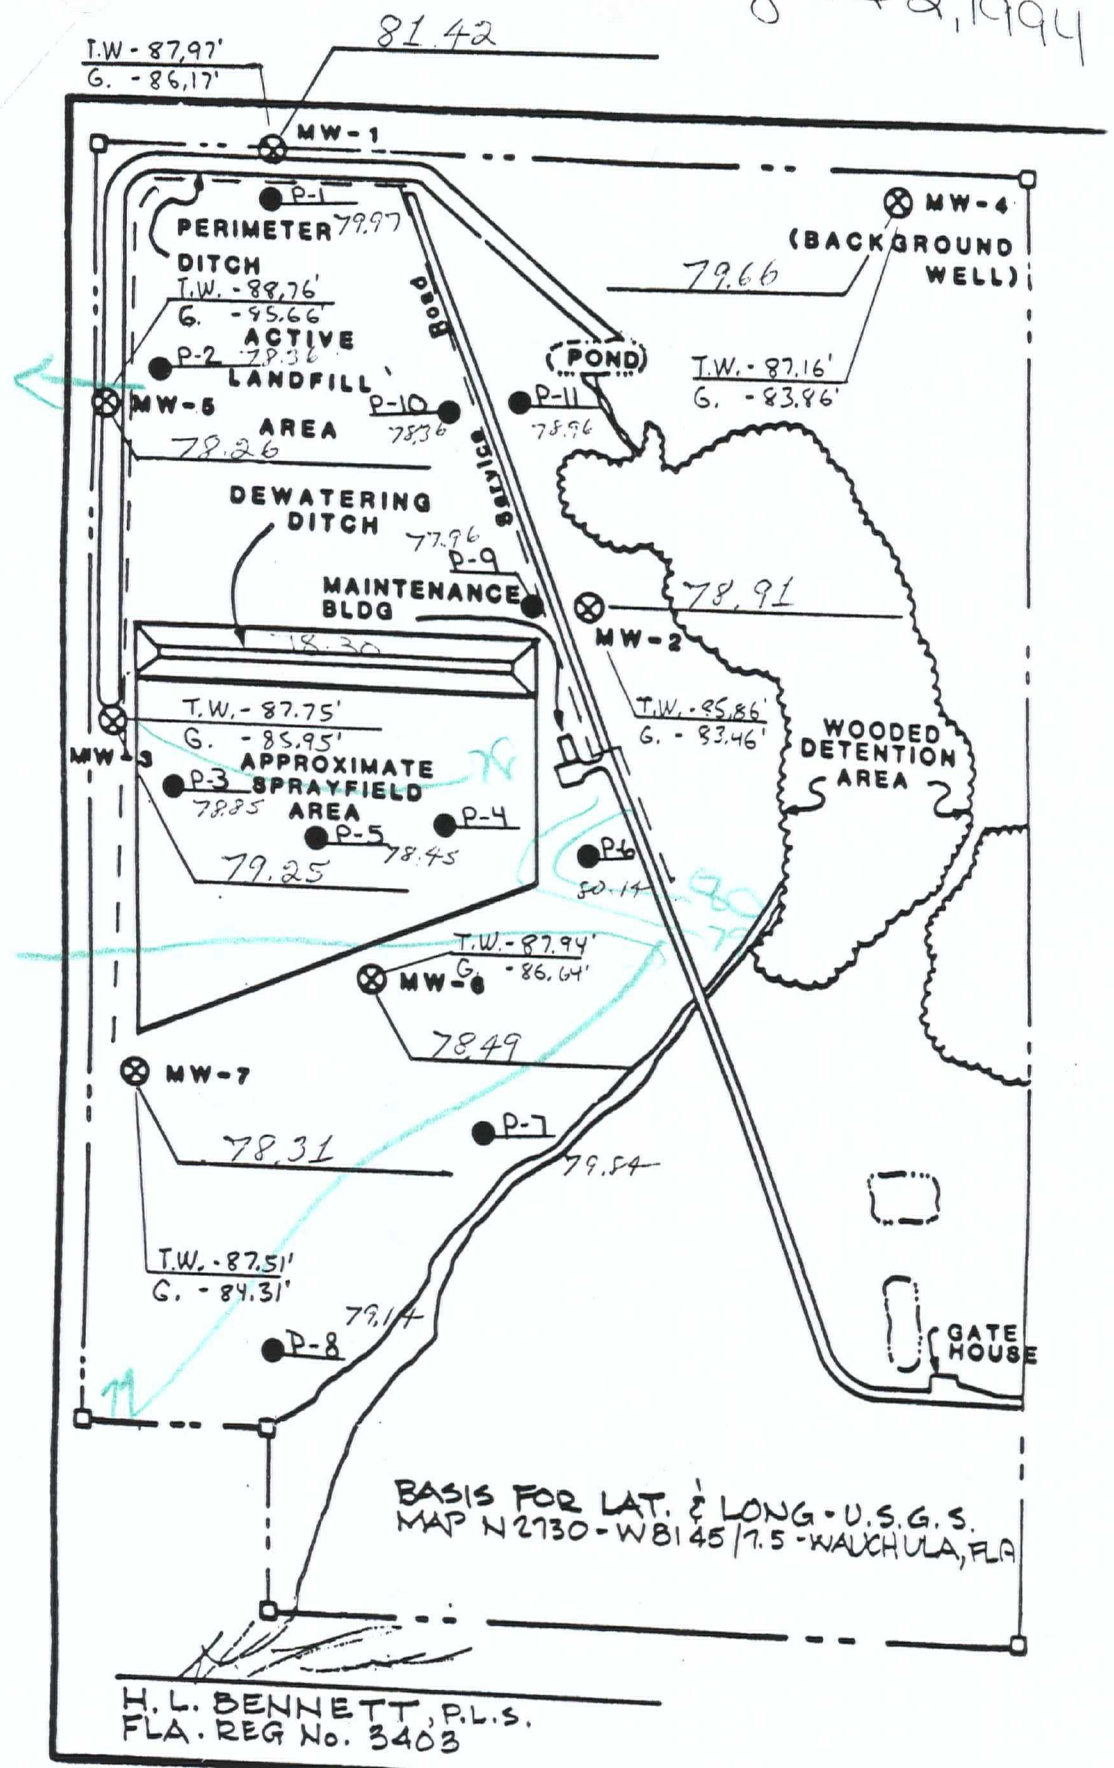 2, 1994
81.42
T.W - 87.97'
G. - 86.17'
MW-1
P-1
79.97
PERIMETER
DITCH
MW-4
(BACKGROUND
WELL)
79.66
T.W. - 87.16'
G. - 83.86'
T.W. - 88.76'
G. - 85.66'
ACTIVE
P-2 78.36
LANDFILL
MW-5
AREA
78.26
Road
Service
POND
P-10
78.36
P-11
78.96
DEWATERING
DITCH
77.96
P-9
MAINTENANCE
BLDG
78.91
MW-2
T.W. - 85.86'
G. - 83.46'
78.30
T.W. - 87.75'
G. - 85.95'
MW-3
APPROXIMATE
P-3 SPRAYFIELD
78.85
AREA
P-4
P-5
78.45
79.25
P-6
80.14
80
WOODED
DETENTION
AREA
T.W. - 87.94'
G. - 86.64'
MW-6
78.49
MW-7
78.31
P-7
79.84
T.W. - 87.51'
G. - 84.31'
79.14
P-8
GATE
HOUSE
BASIS FOR LAT. & LONG - U.S.G.S.
MAP N2730 - W8145/7.5 - WAUCHULA, FLA
H.L. BENNETT, P.L.S.
FLA. REG No. 3403